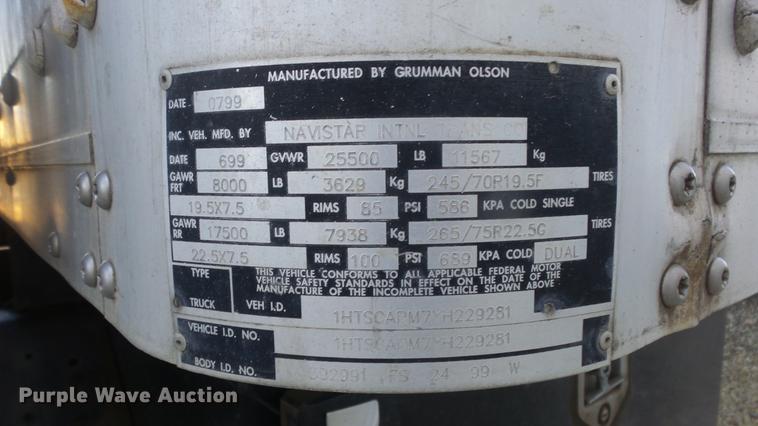 MANUFACTURED BY GRUMMAN OLSON
DATE 0799
INC. VEH. MFD. BY NAVISTAR INTNL TRANS CO
DATE 699 GVWR 25500 LB 11567 Kg
GAWR FRT 8000 LB 3629 Kg 245/70R19.5F TIRES
19.5X7.5 RIMS 85 PSI 586 KPA COLD SINGLE
GAWR RR 17500 LB 7938 Kg 265/75R22.5G TIRES
22.5X7.5 RIMS 100 PSI 689 KPA COLD DUAL
TYPE THIS VEHICLE CONFORMS TO ALL APPLICABLE FEDERAL MOTOR
VEHICLE SAFETY STANDARDS IN EFFECT ON THE DATE OF THE
MANUFACTURE OF THE INCOMPLETE VEHICLE SHOWN ABOVE
TRUCK VEH I.D.
1HTSCAPM7XH229281
VEHICLE I.D. NO. 1HTSCAPM7XH229281
BODY I.D. NO. FS 24 99 W
Purple Wave Auction